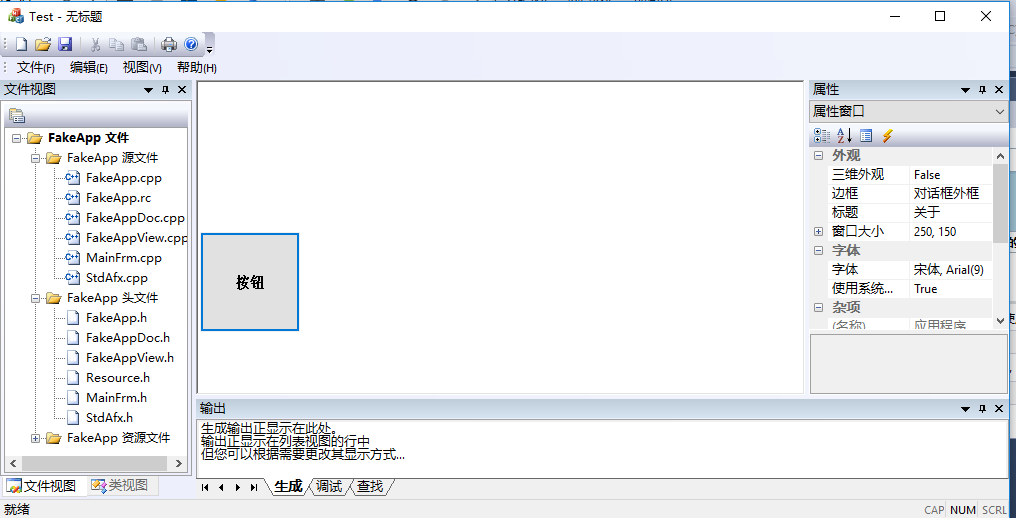 Test - 无标题
文件(F) 编辑(E) 视图(V) 帮助(H)
文件视图
FakeApp 文件
FakeApp 源文件
FakeApp.cpp
FakeApp.rc
FakeAppDoc.cpp
FakeAppView.cpp
MainFrm.cpp
StdAfx.cpp
FakeApp 头文件
FakeApp.h
FakeAppDoc.h
FakeAppView.h
Resource.h
MainFrm.h
StdAfx.h
FakeApp 资源文件
文件视图 类视图
按钮
属性
属性窗口
外观
三维外观 False
边框 对话框外框
标题 关于
窗口大小 250, 150
字体
字体 宋体, Arial(9)
使用系统... True
杂项
(名称) 应用程序
输出
生成输出正显示在此处。
输出正显示在列表视图的行中
但您可以根据需要更改其显示方式...
生成 调试 查找
就绪
CAP NUM SCRL